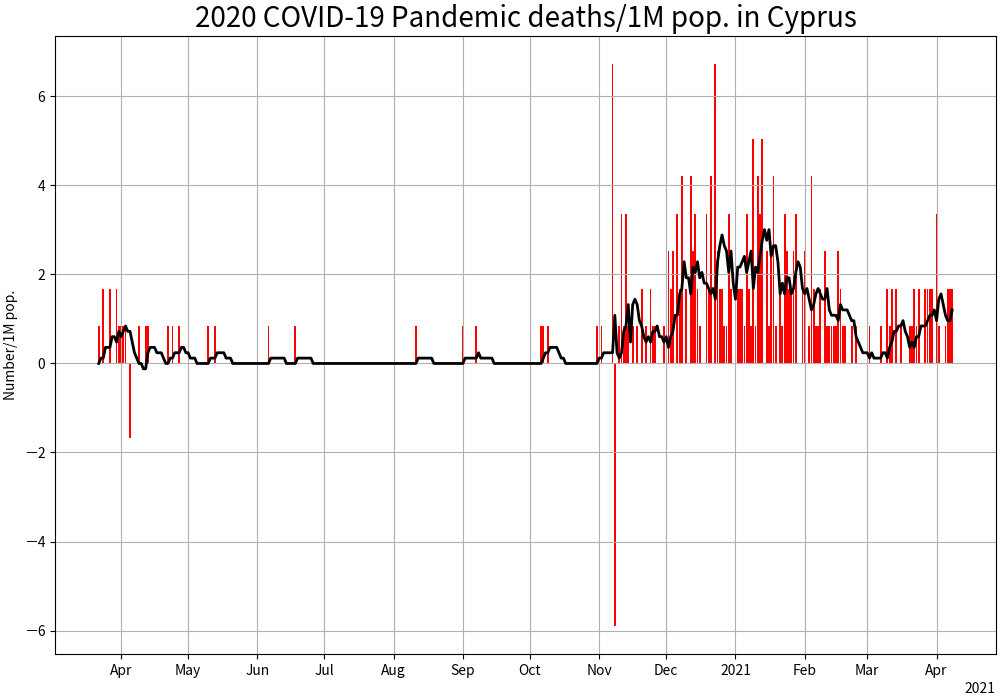 2020 COVID-19 Pandemic deaths/1M pop. in Cyprus
Number/1M pop.
6
4
2
0
−2
−4
−6
Apr May Jun Jul Aug Sep Oct Nov Dec 2021 Feb Mar Apr
2021